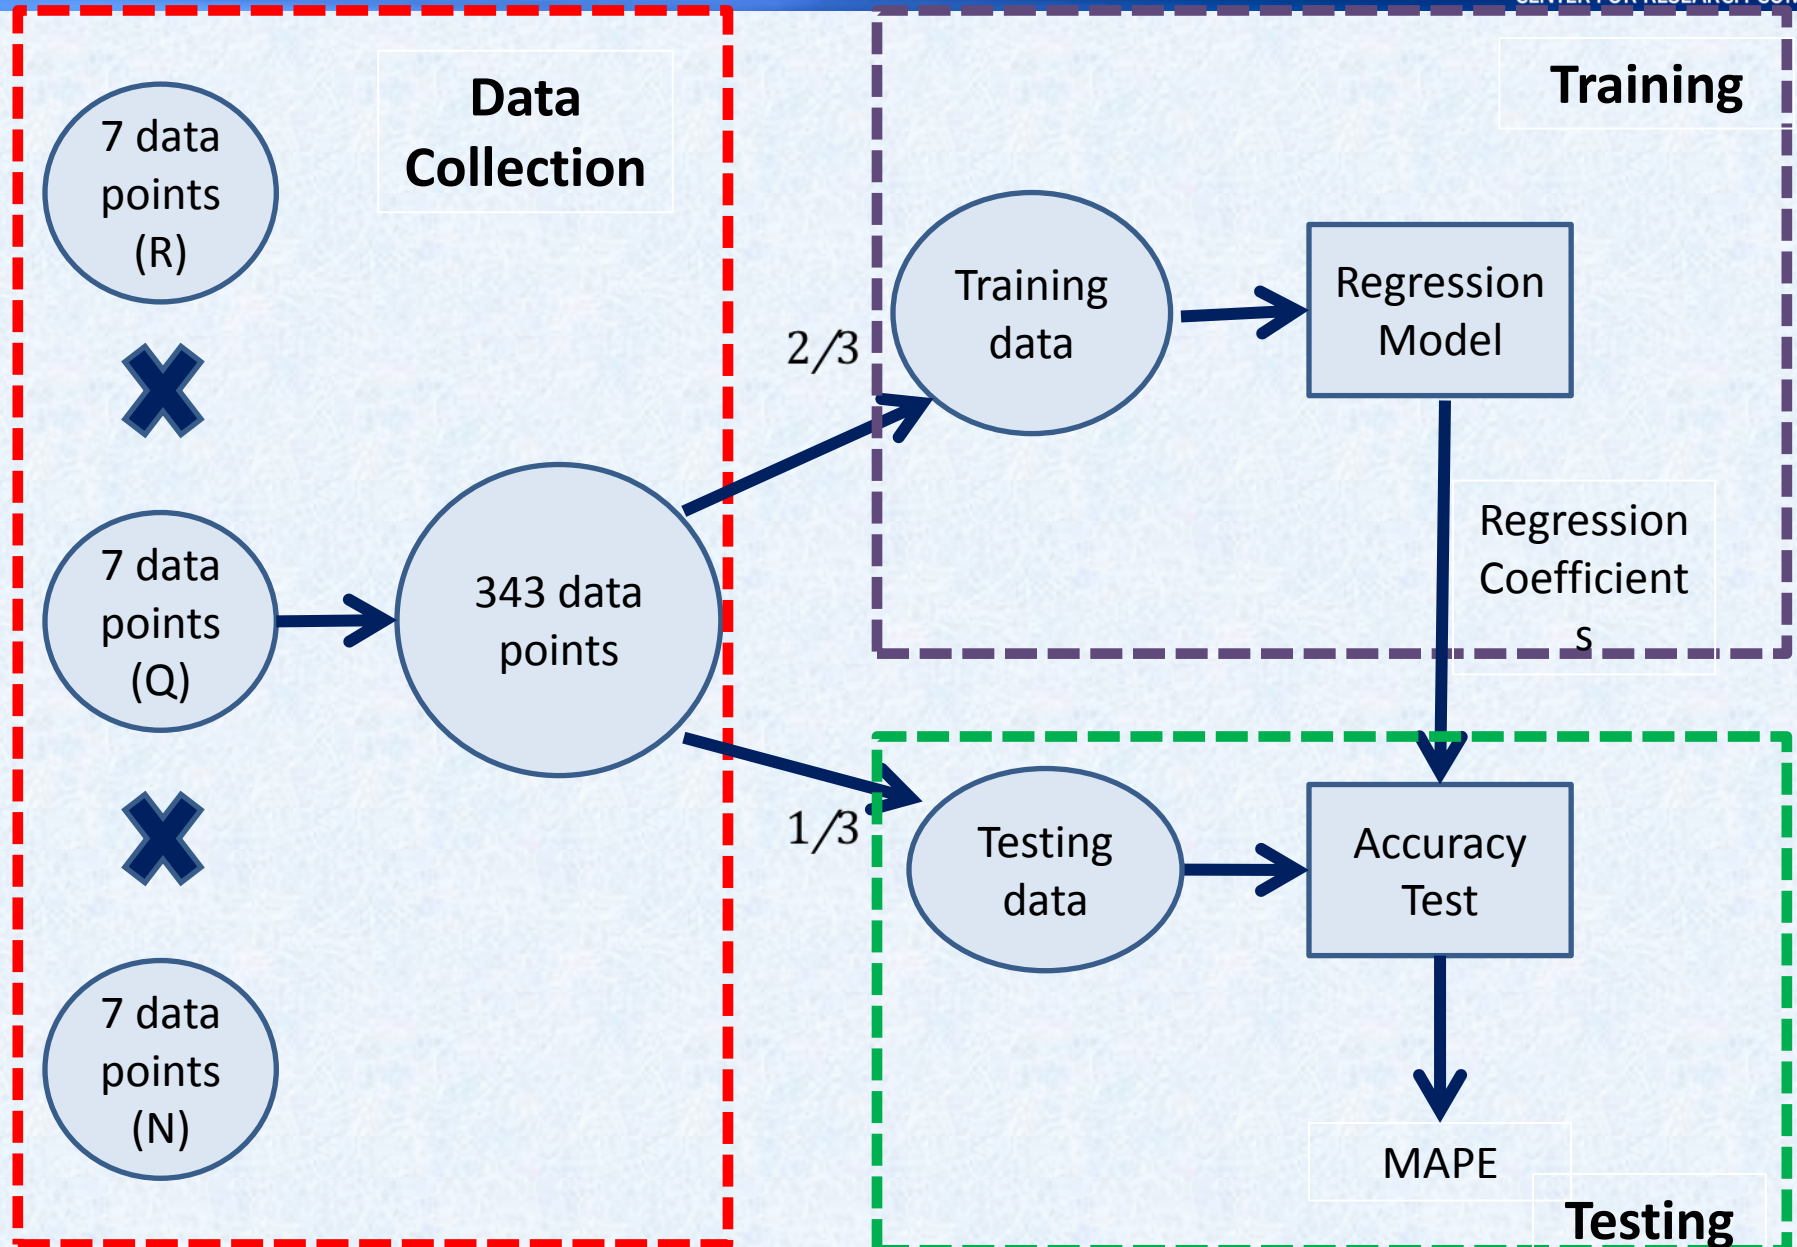 Data
Collection
7 data
points
(R)
7 data
points
(Q)
7 data
points
(N)
343 data
points
2/3
1/3
Training
Training
data
Regression
Model
Regression
Coefficient
s
Testing
data
Accuracy
Test
MAPE
Testing